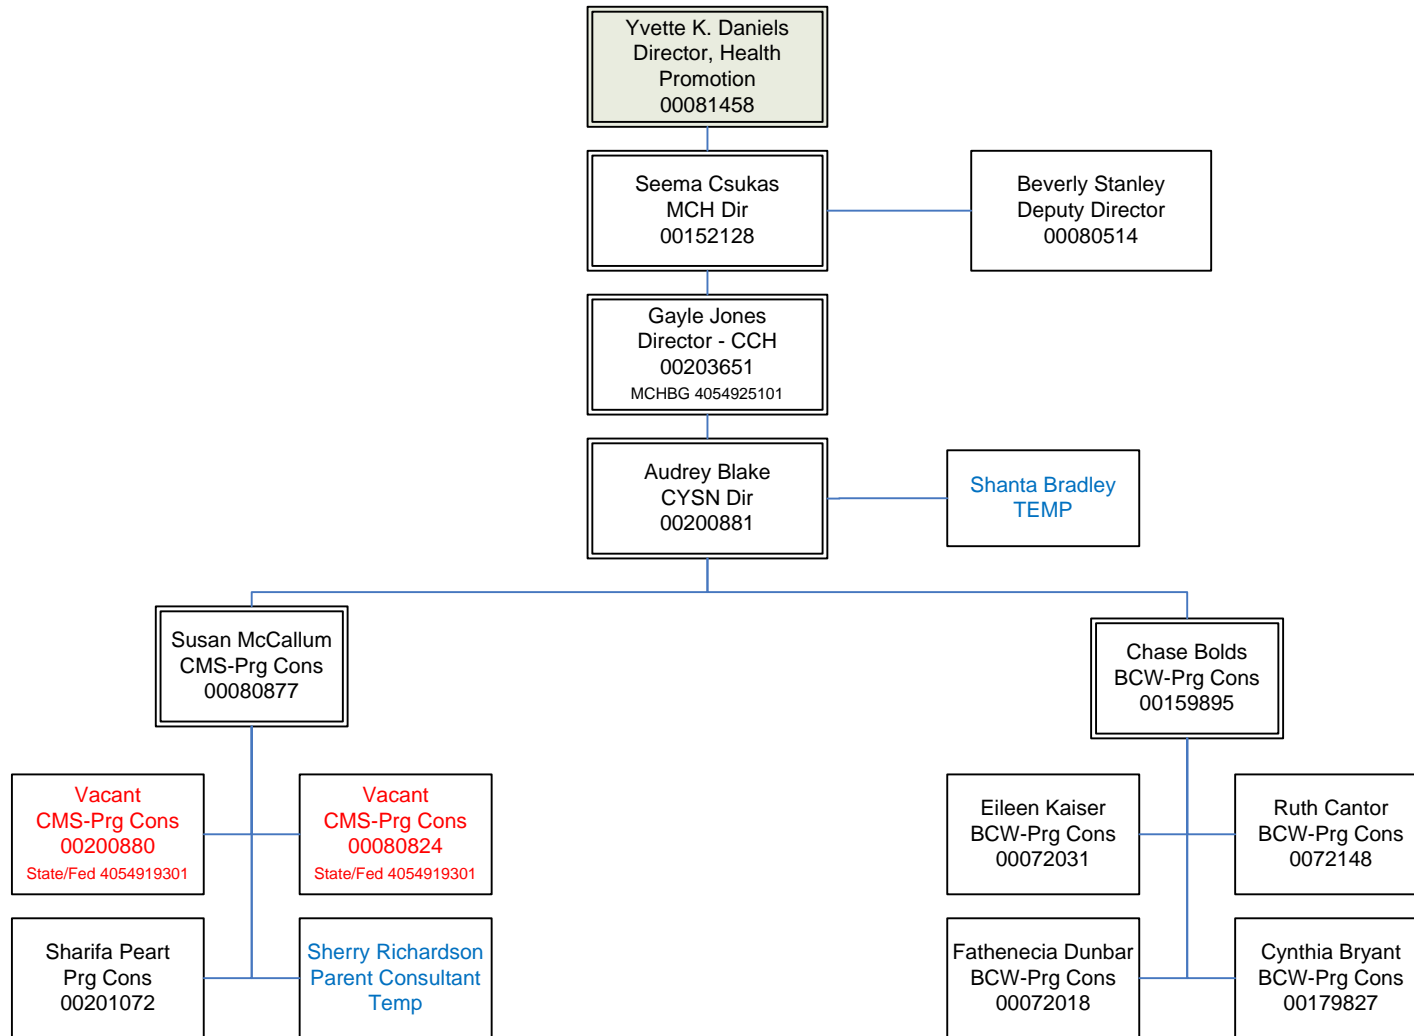 Yvette K. Daniels
Director, Health
Promotion
00081458
Seema Csukas
MCH Dir
00152128
Beverly Stanley
Deputy Director
00080514
Gayle Jones
Director - CCH
00203651
MCHBG 4054925101
Audrey Blake
CYSN Dir
00200881
Shanta Bradley
TEMP
Susan McCallum
CMS-Prg Cons
00080877
Chase Bolds
BCW-Prg Cons
00159895
Vacant
CMS-Prg Cons
00200880
State/Fed 4054919301
Vacant
CMS-Prg Cons
00080824
State/Fed 4054919301
Eileen Kaiser
BCW-Prg Cons
00072031
Ruth Cantor
BCW-Prg Cons
0072148
Sharifa Peart
Prg Cons
00201072
Sherry Richardson
Parent Consultant
Temp
Fathenecia Dunbar
BCW-Prg Cons
00072018
Cynthia Bryant
BCW-Prg Cons
00179827